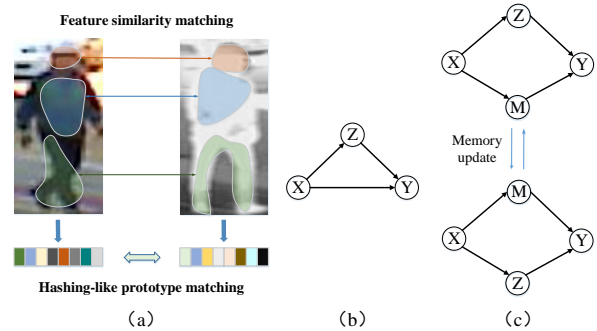 Feature similarity matching
Hashing-like prototype matching
(a)
X
Z
Y
(b)
Z
X
Y
M
Memory
update
M
X
Y
Z
(c)